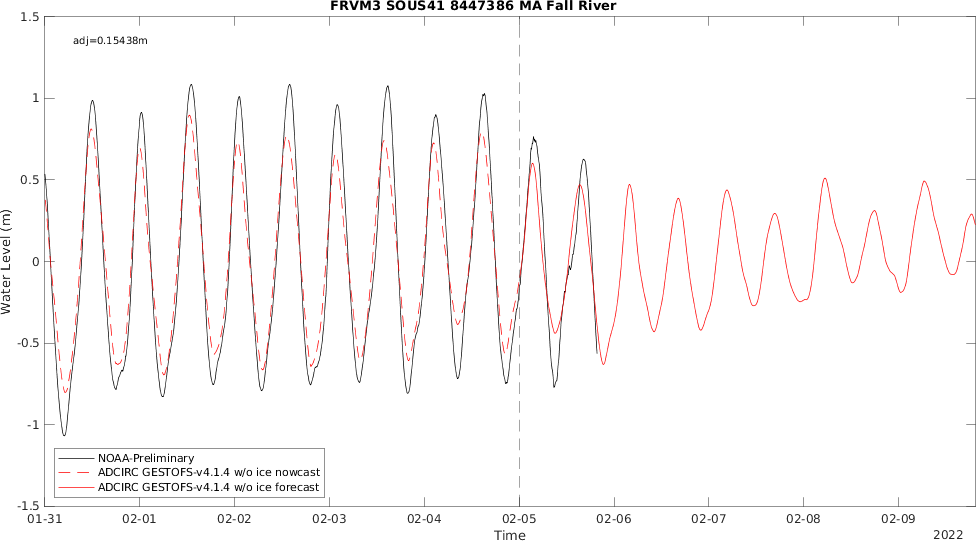 FRVM3 SOUS41 8447386 MA Fall River
adj=0.15438m
Water Level (m)
1.5
1
0.5
0
-0.5
-1
-1.5
NOAA-Preliminary
ADCIRC GESTOFS-v4.1.4 w/o ice nowcast
ADCIRC GESTOFS-v4.1.4 w/o ice forecast
01-31 02-01 02-02 02-03 02-04 02-05 02-06 02-07 02-08 02-09
Time
2022